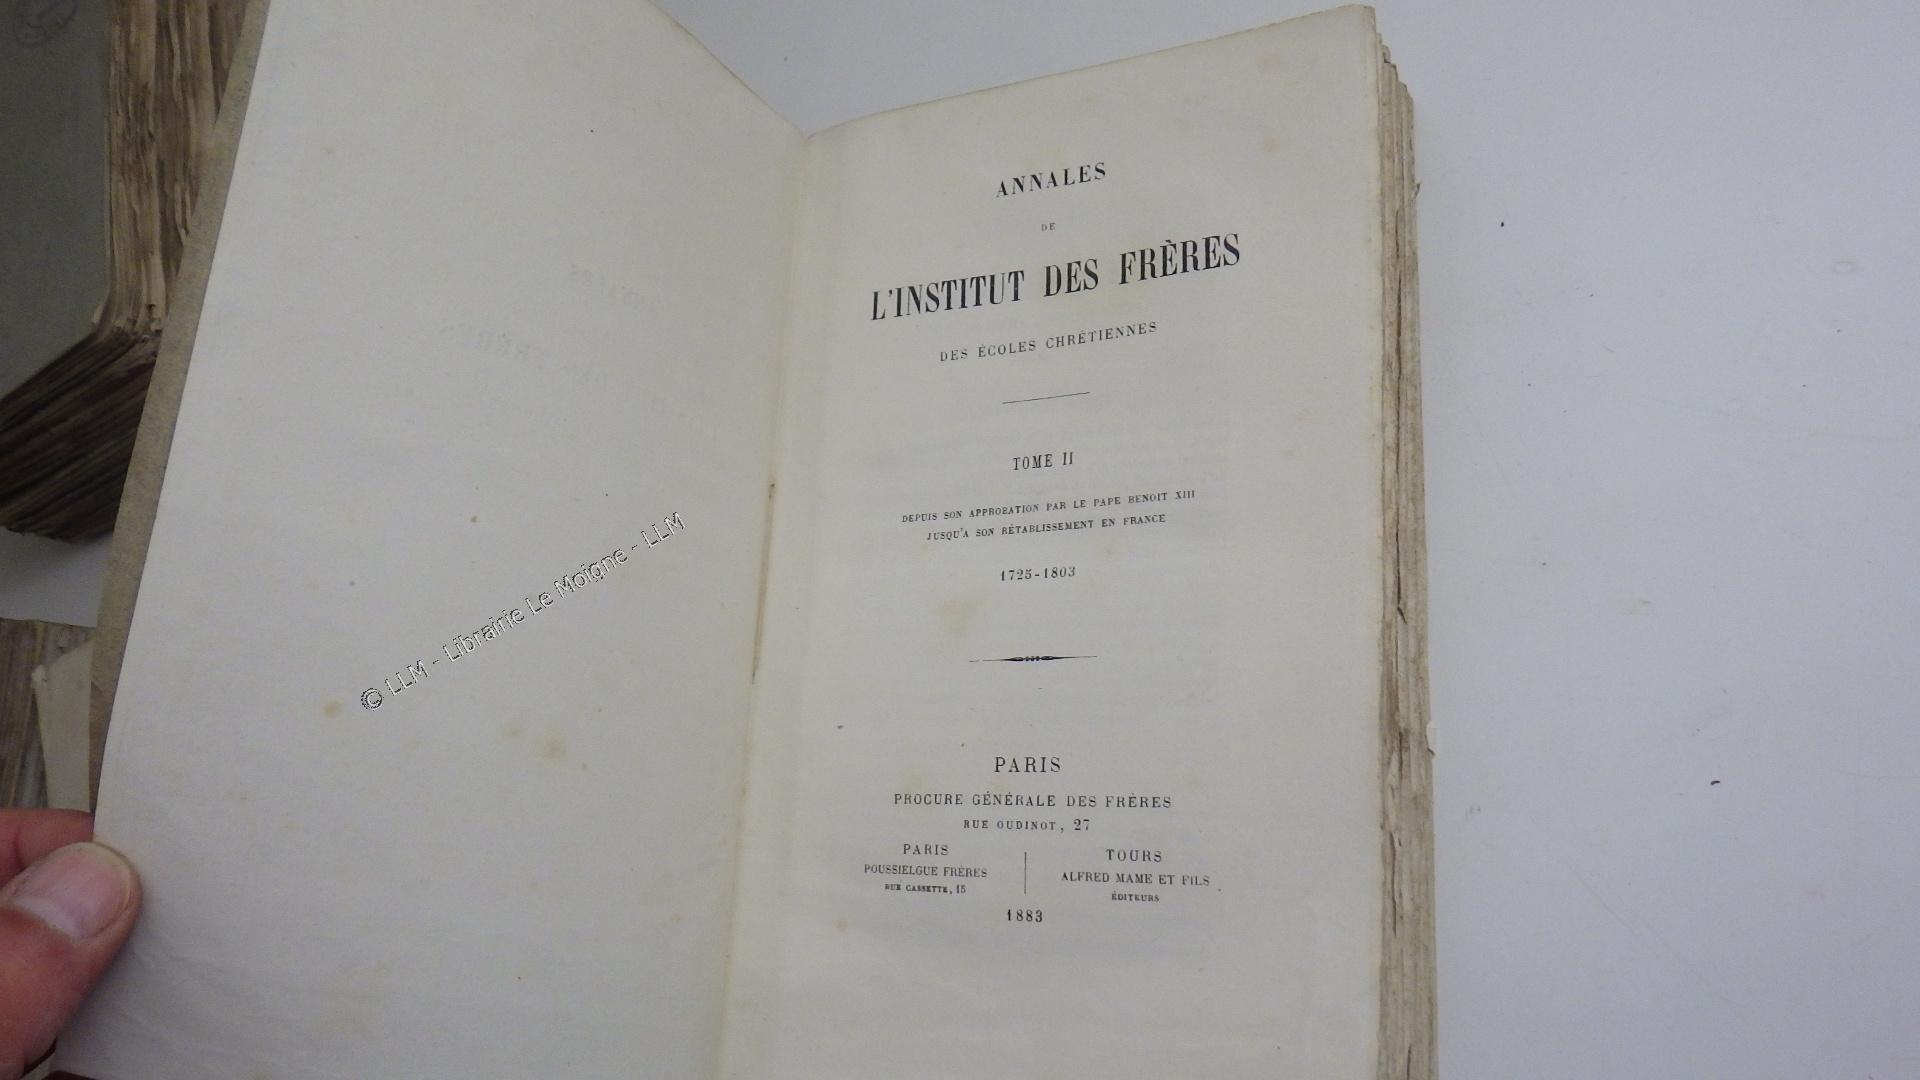 ANNALES
DE
L'INSTITUT DES FRÈRES
DES ÉCOLES CHRÉTIENNES
TOME II
DEPUIS SON APPROBATION PAR LE PAPE BENOIT XIII
JUSQU'A SON RÉTABLISSEMENT EN FRANCE
1725-1803
PARIS
PROCURE GÉNÉRALE DES FRÈRES
RUE OUDINOT, 27
PARIS
POUSSIELGUE FRÈRES
RUE CASSETTE, 15
TOURS
ALFRED MAME ET FILS
ÉDITEURS
1883
© LLM - Librairie Le Moigne - LLM